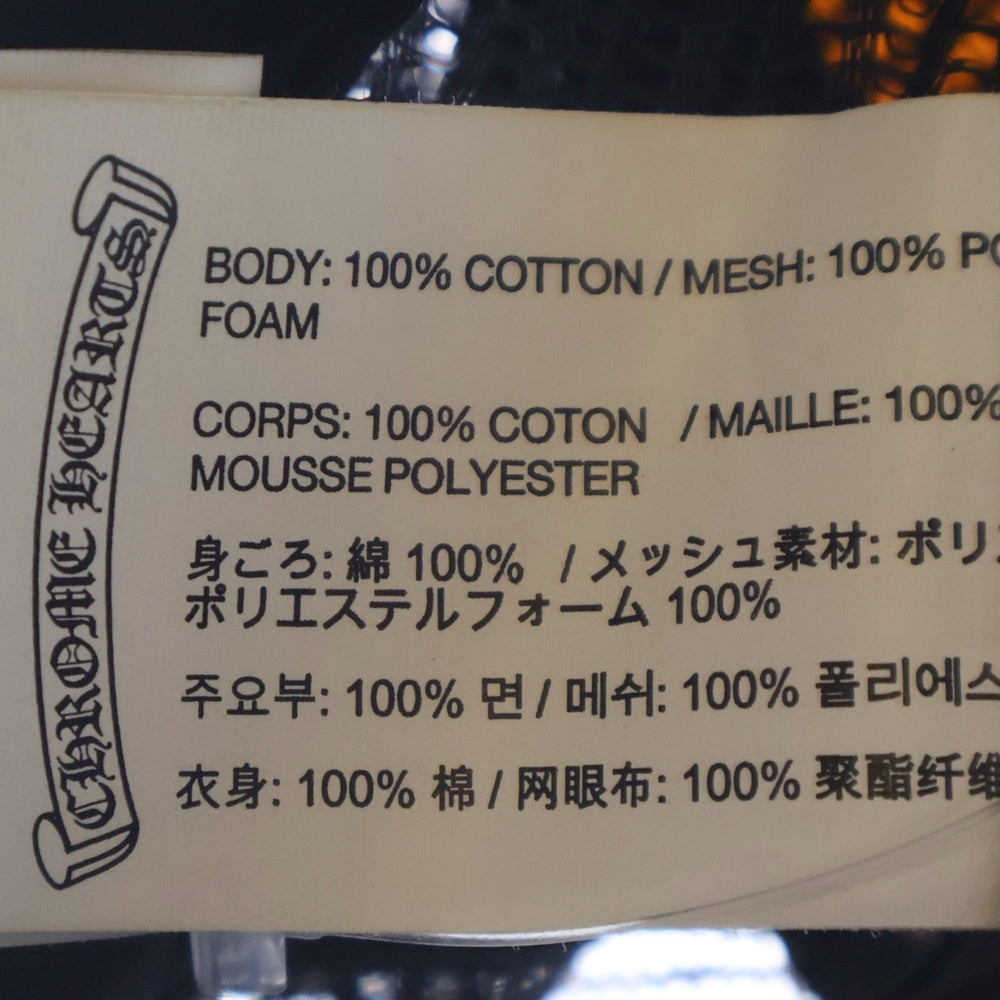 CHROME HEARTS
BODY: 100% COTTON / MESH: 100%
FOAM
CORPS: 100% COTON / MAILLE: 100%
MOUSSE POLYESTER
身ごろ: 綿 100% / メッシュ素材: ポリ
ポリエステルフォーム 100%
주요부: 100% 면 / 메쉬: 100% 폴리에스
衣身: 100% 棉 / 网眼布: 100% 聚酯纤维